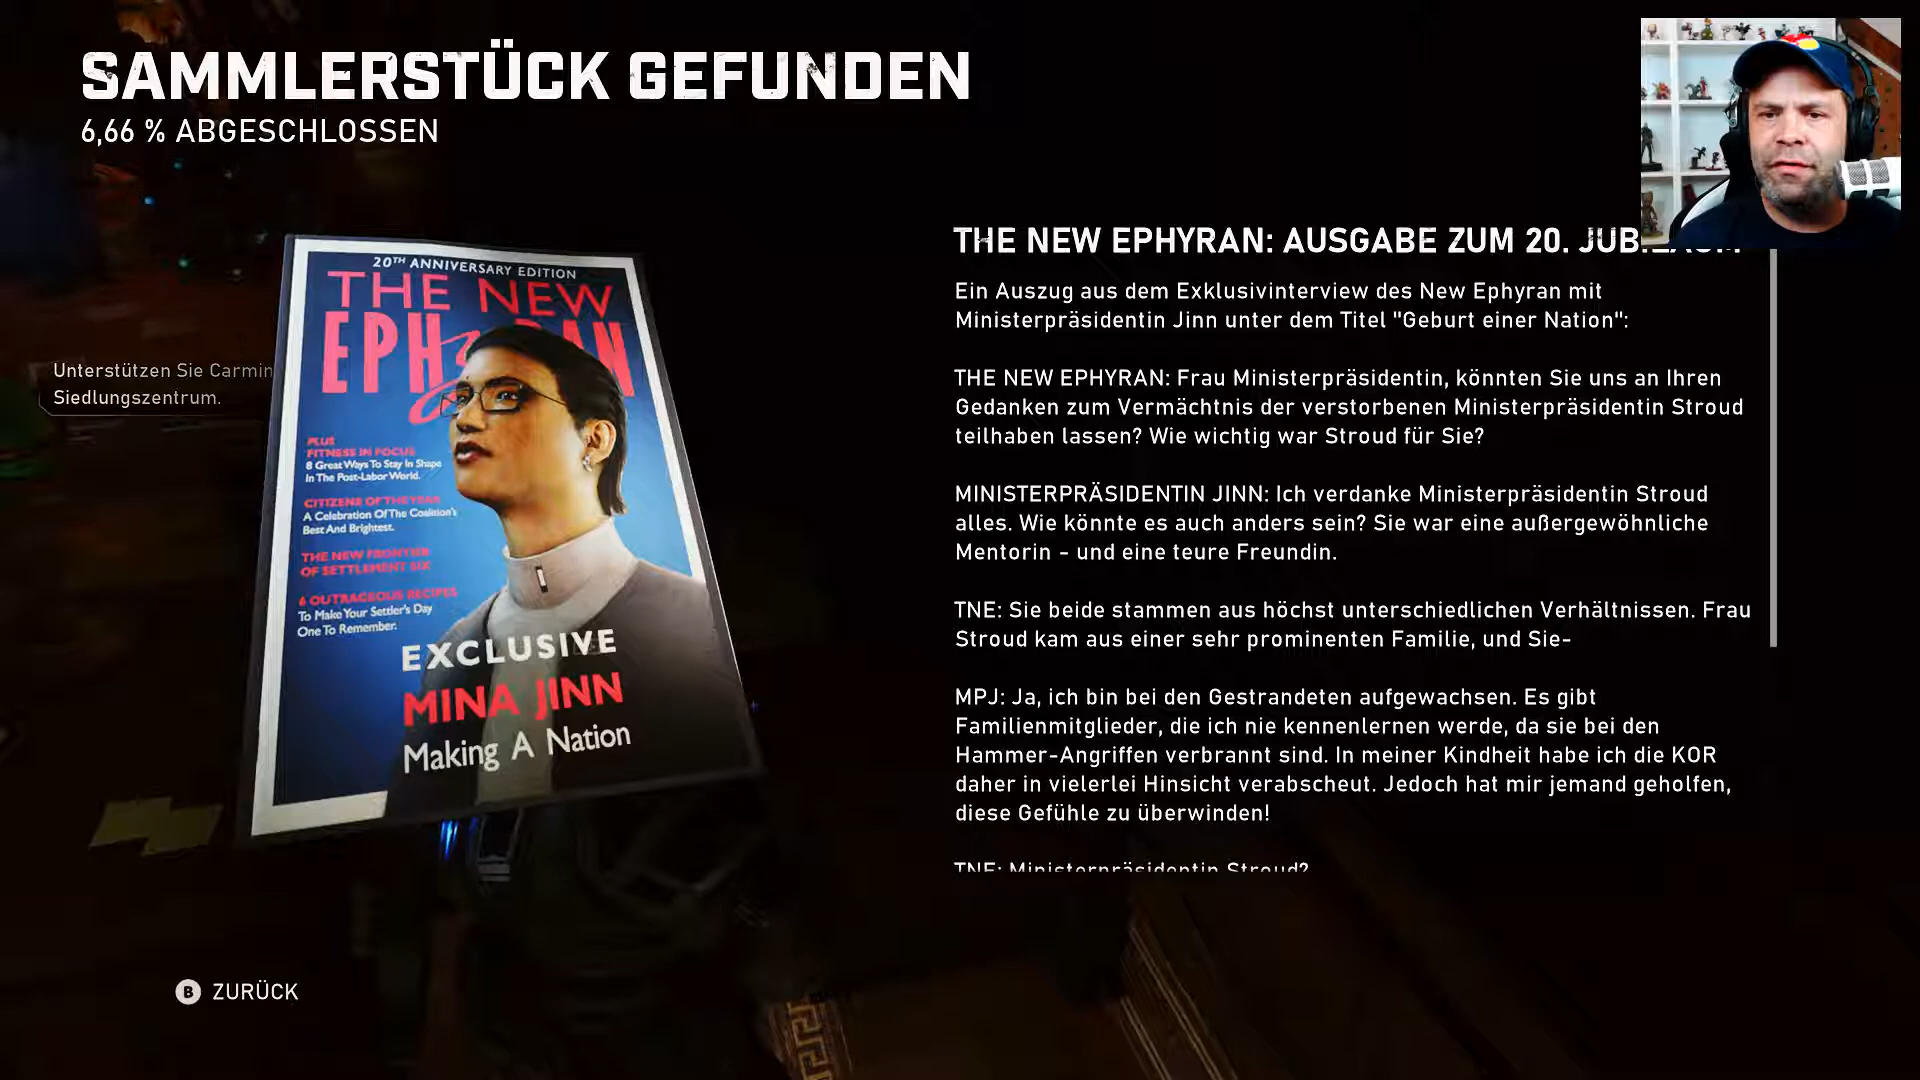 SAMMLERSTÜCK GEFUNDEN
6,66 % ABGESCHLOSSEN
Unterstützen Sie Carmin
Siedlungszentrum.
20TH ANNIVERSARY EDITION
THE NEW
PLUS
FITNESS IN FOCUS
8 Great Ways To Stay In Shape
In The Post-Labor World.
CITIZENS OF THE YEAR
A Celebration Of The Coalition's
Best And Brightest.
THE NEW FRONTIER
OF SETTLEMENT SIX
6 OUTRAGEOUS RECIPES
To Make Your Settler's Day
One To Remember.
EXCLUSIVE
MINA JINN
Making A Nation
THE NEW EPHYRAN: AUSGABE ZUM 20.
Ein Auszug aus dem Exklusivinterview des New Ephyran mit
Ministerpräsidentin Jinn unter dem Titel "Geburt einer Nation":
THE NEW EPHYRAN: Frau Ministerpräsidentin, könnten Sie uns an Ihren
Gedanken zum Vermächtnis der verstorbenen Ministerpräsidentin Stroud
teilhaben lassen? Wie wichtig war Stroud für Sie?
MINISTERPRÄSIDENTIN JINN: Ich verdanke Ministerpräsidentin Stroud
alles. Wie könnte es auch anders sein? Sie war eine außergewöhnliche
Mentorin - und eine teure Freundin.
TNE: Sie beide stammen aus höchst unterschiedlichen Verhältnissen. Frau
Stroud kam aus einer sehr prominenten Familie, und Sie-
MPJ: Ja, ich bin bei den Gestrandeten aufgewachsen. Es gibt
Familienmitglieder, die ich nie kennenlernen werde, da sie bei den
Hammer-Angriffen verbrannt sind. In meiner Kindheit habe ich die KOR
daher in vielerlei Hinsicht verabscheut. Jedoch hat mir jemand geholfen,
diese Gefühle zu überwinden!
TNE: Ministerpräsidentin Stroud?
B ZURÜCK